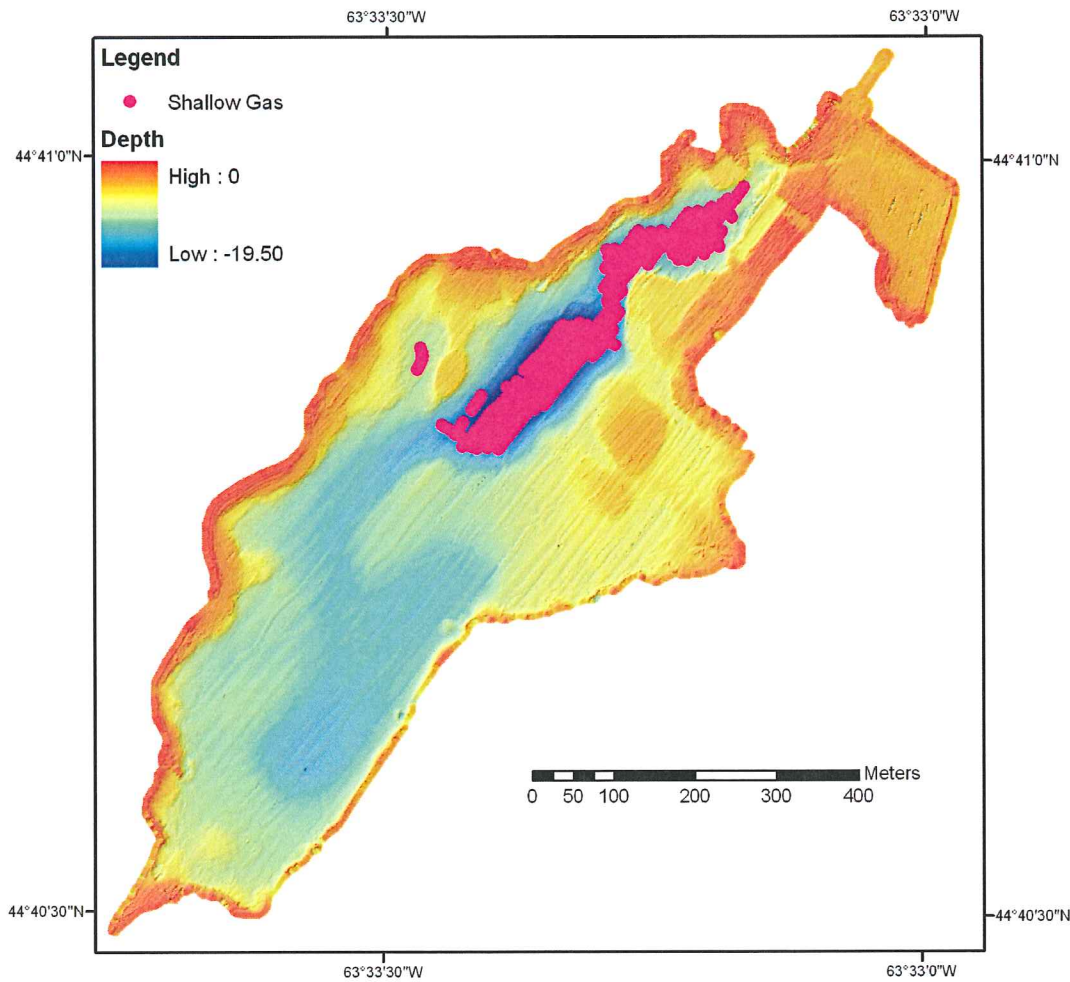 63°33'30"W 63°33'0"W
Legend
Shallow Gas
Depth
44°41'0"N 44°41'0"N
High : 0
Low : -19.50
Meters
0 50 100 200 300 400
44°40'30"N 44°40'30"N
63°33'30"W 63°33'0"W